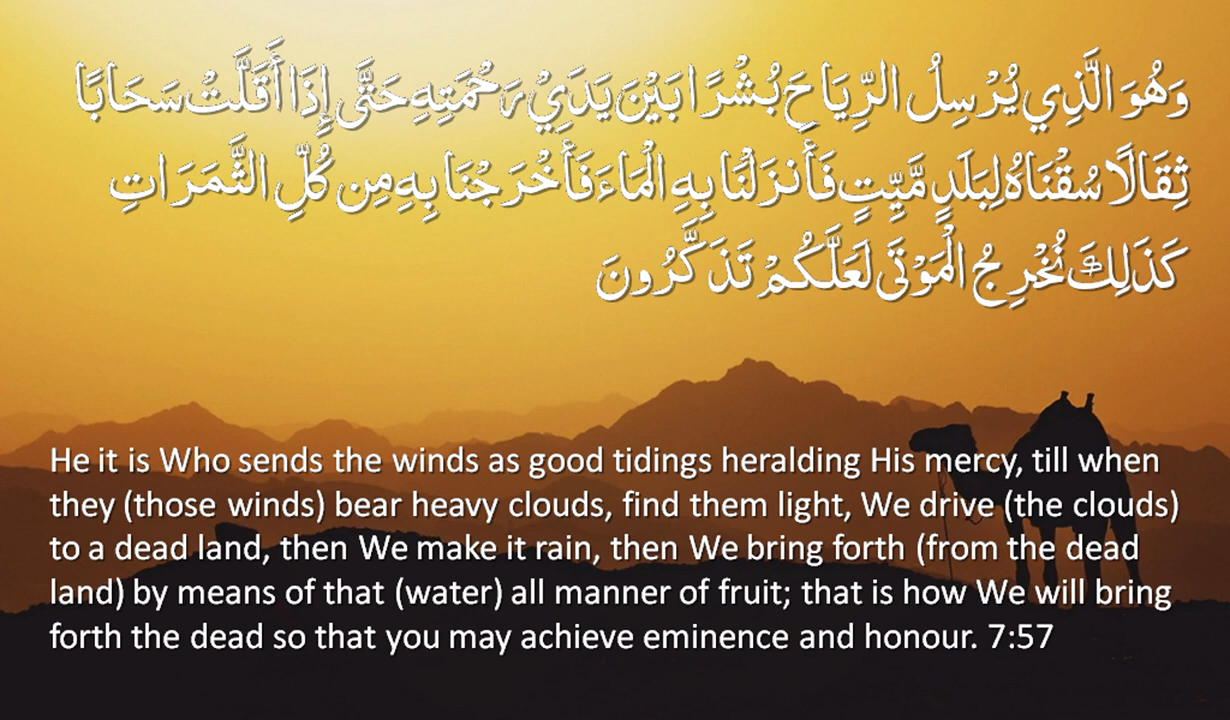 وَهُوَ الَّذِي يُرْسِلُ الرِّيَاحَ بُشْرًا بَيْنَ يَدَيْ رَحْمَتِهِ حَتَّى إِذَا أَقَلَّتْ سَحَابًا
ثِقَالًا سُقْنَاهُ لِبَلَدٍ مَّيِّتٍ فَأَنزَلْنَا بِهِ الْمَاءَ فَأَخْرَجْنَا بِهِ مِن كُلِّ الثَّمَرَاتِ
كَذَلِكَ نُخْرِجُ الْمَوْتَى لَعَلَّكُمْ تَذَكَّرُونَ
He it is Who sends the winds as good tidings heralding His mercy, till when
they (those winds) bear heavy clouds, find them light, We drive (the clouds)
to a dead land, then We make it rain, then We bring forth (from the dead
land) by means of that (water) all manner of fruit; that is how We will bring
forth the dead so that you may achieve eminence and honour. 7:57